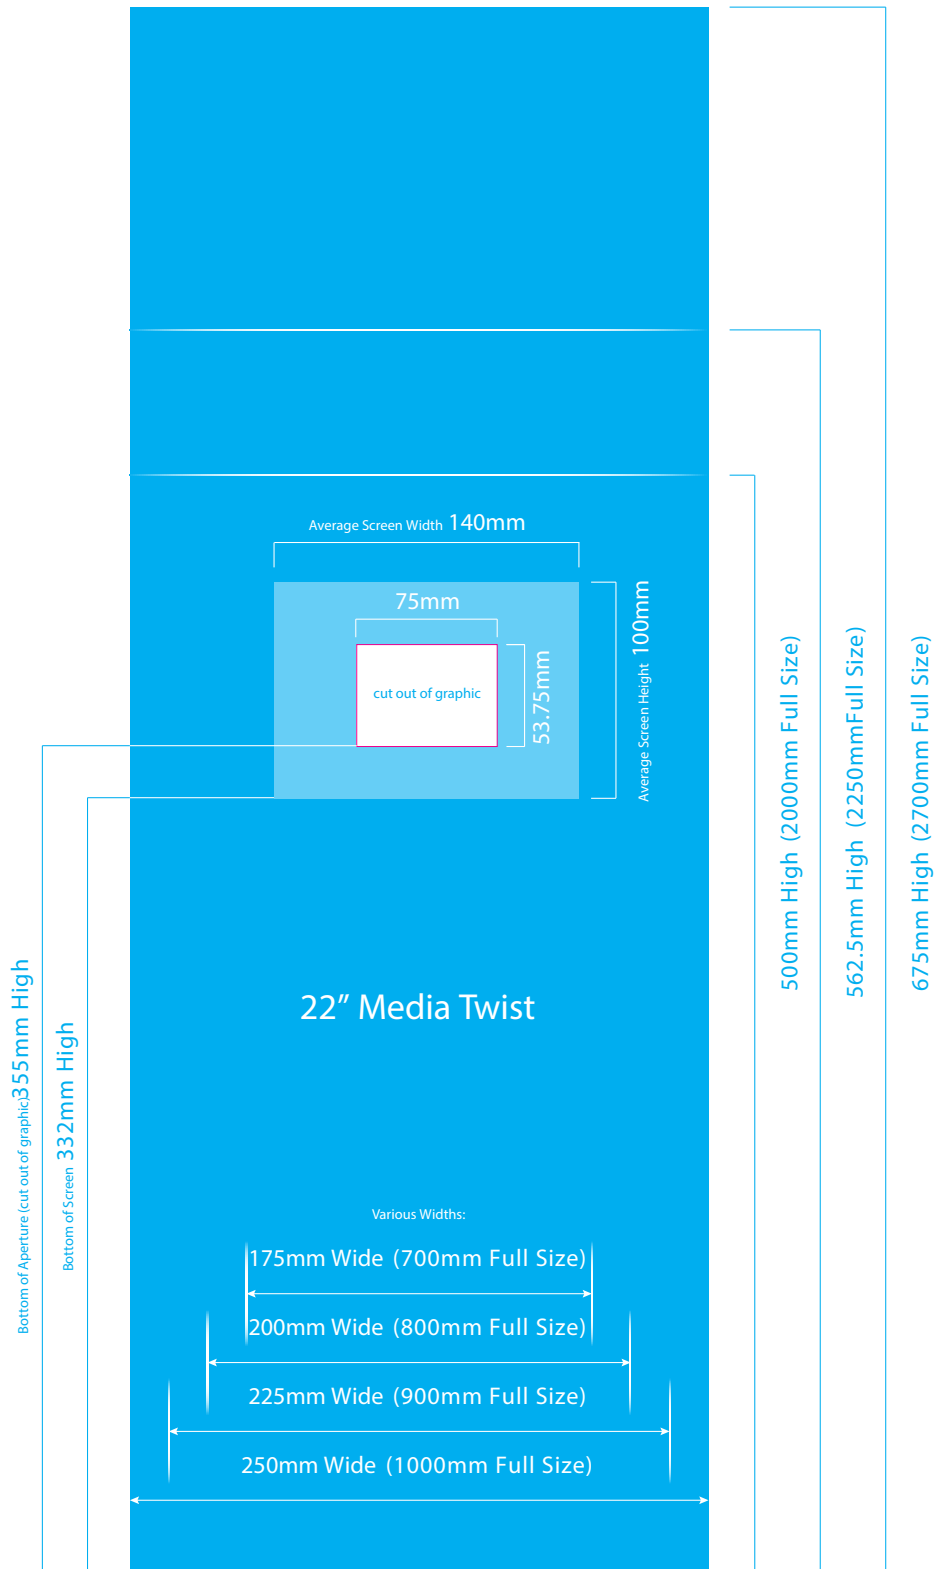 Average Screen Width 140mm
75mm
cut out of graphic
53.75mm
Average Screen Height 100mm
500mm High (2000mm Full Size)
562.5mm High (2250mmFull Size)
675mm High (2700mm Full Size)
Bottom of Aperture (cut out of graphic)355mm High
Bottom of Screen 332mm High
22” Media Twist
Various Widths:
175mm Wide (700mm Full Size)
200mm Wide (800mm Full Size)
225mm Wide (900mm Full Size)
250mm Wide (1000mm Full Size)